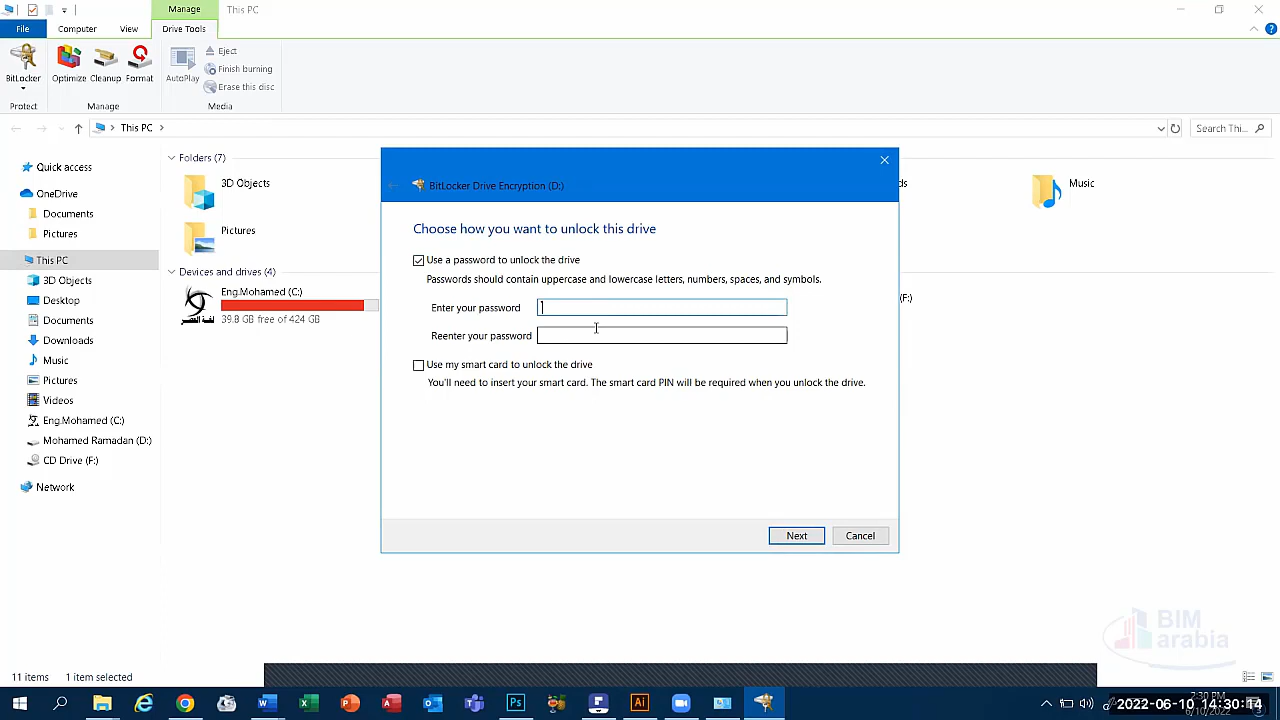 Manage
This PC
File
Computer
View
Drive Tools
BitLocker
Optimize
Cleanup
Format
AutoPlay
Eject
Finish burning
Erase this disc
Protect
Manage
Media
This PC
Search Thi...
Quick access
OneDrive
Documents
Pictures
This PC
3D Objects
Desktop
Documents
Downloads
Music
Pictures
Videos
Eng.Mohamed (C:)
Mohamed Ramadan (D:)
CD Drive (F:)
Network
Folders (7)
3D Objects
Music
Pictures
Devices and drives (4)
Eng.Mohamed (C:)
39.8 GB free of 424 GB
(F:)
BitLocker Drive Encryption (D:)
Choose how you want to unlock this drive
Use a password to unlock the drive
Passwords should contain uppercase and lowercase letters, numbers, spaces, and symbols.
Enter your password
Reenter your password
Use my smart card to unlock the drive
You'll need to insert your smart card. The smart card PIN will be required when you unlock the drive.
Next
Cancel
BIM
arabia
11 items
1 item selected
7:30 PM
2022-06-10, 14:30:14
6/10/2022